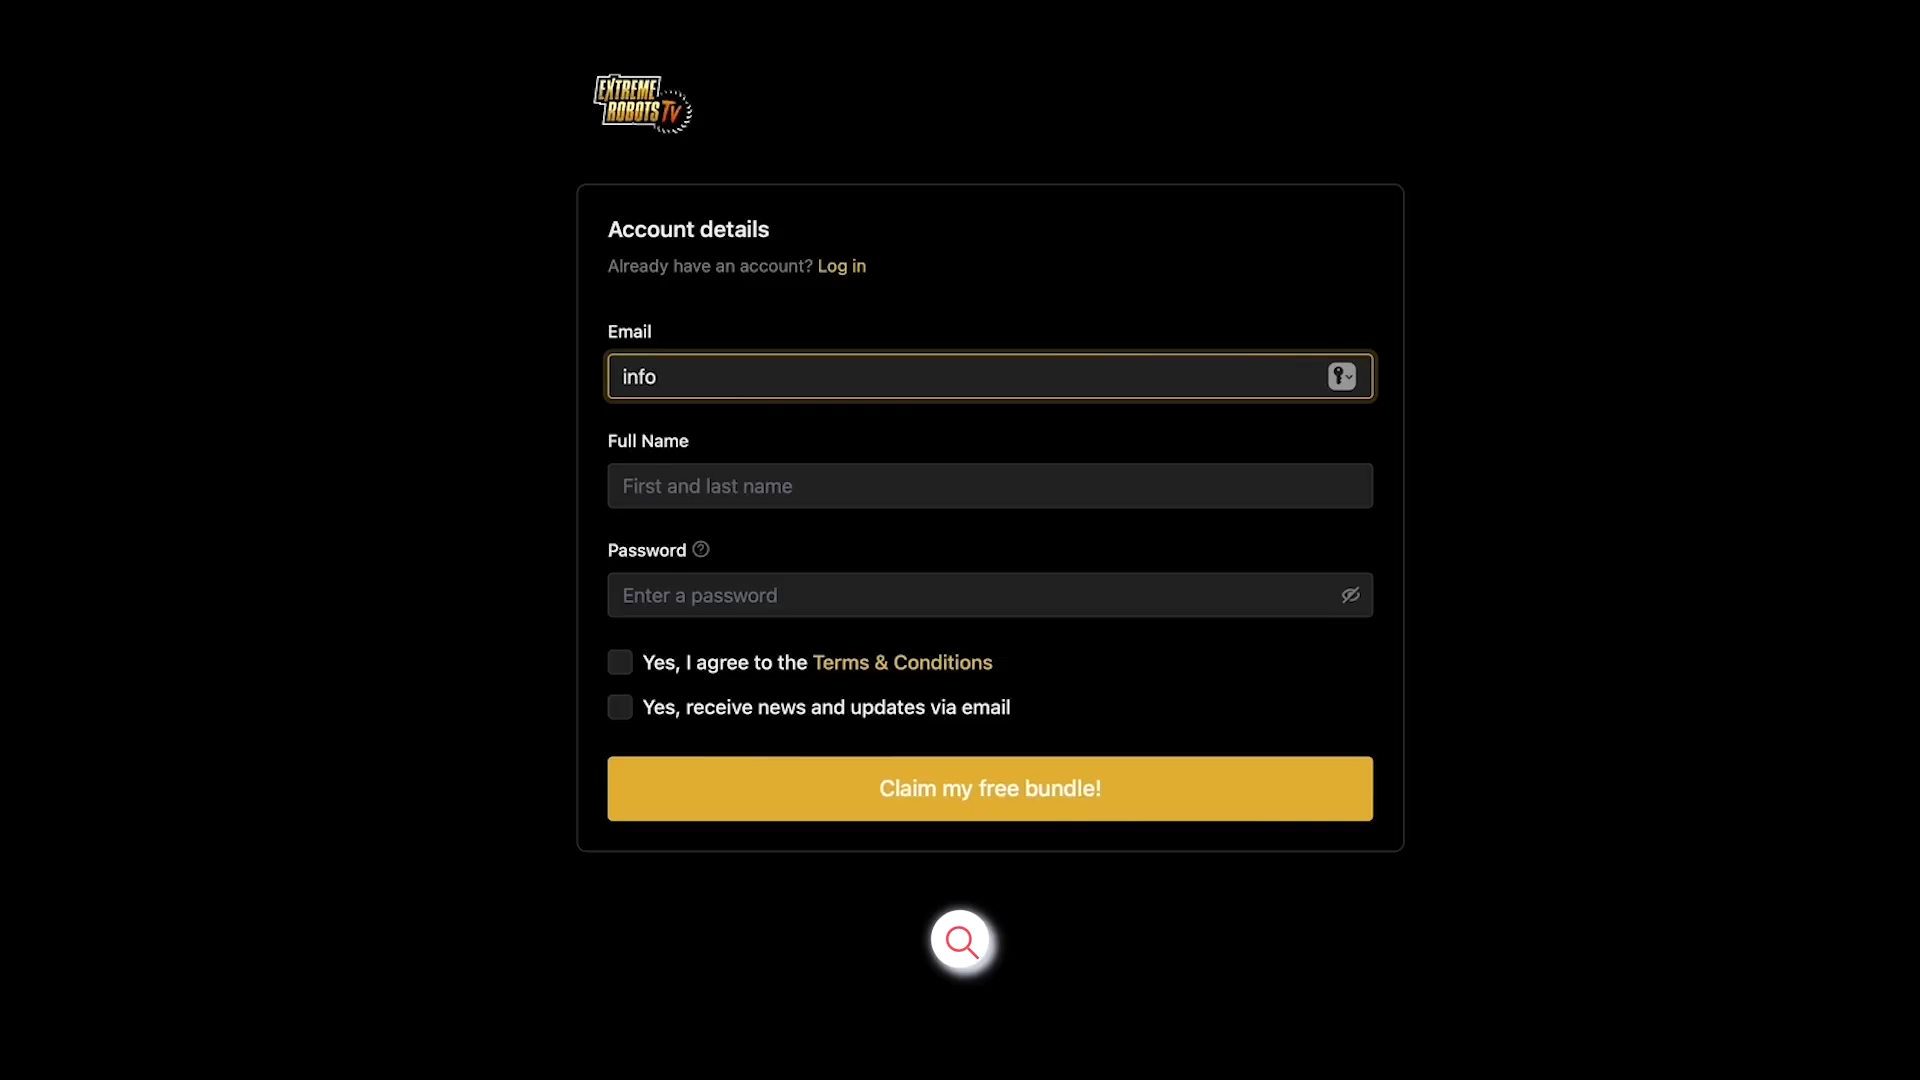 EXTREME
ROBOTS TV
Account details
Already have an account? Log in
Email
info
Full Name
First and last name
Password
Enter a password
Yes, I agree to the Terms & Conditions
Yes, receive news and updates via email
Claim my free bundle!